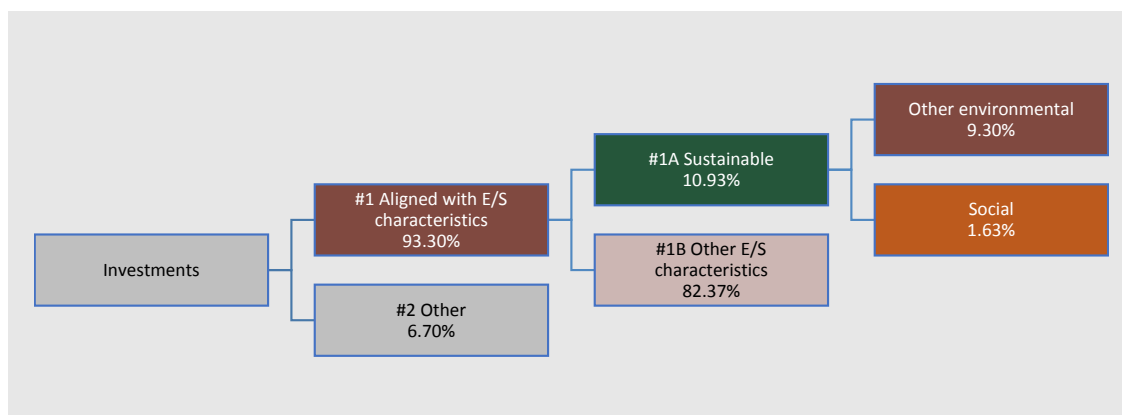 Investments
#1 Aligned with E/S
characteristics
93.30%
#2 Other
6.70%
#1A Sustainable
10.93%
#1B Other E/S
characteristics
82.37%
Other environmental
9.30%
Social
1.63%